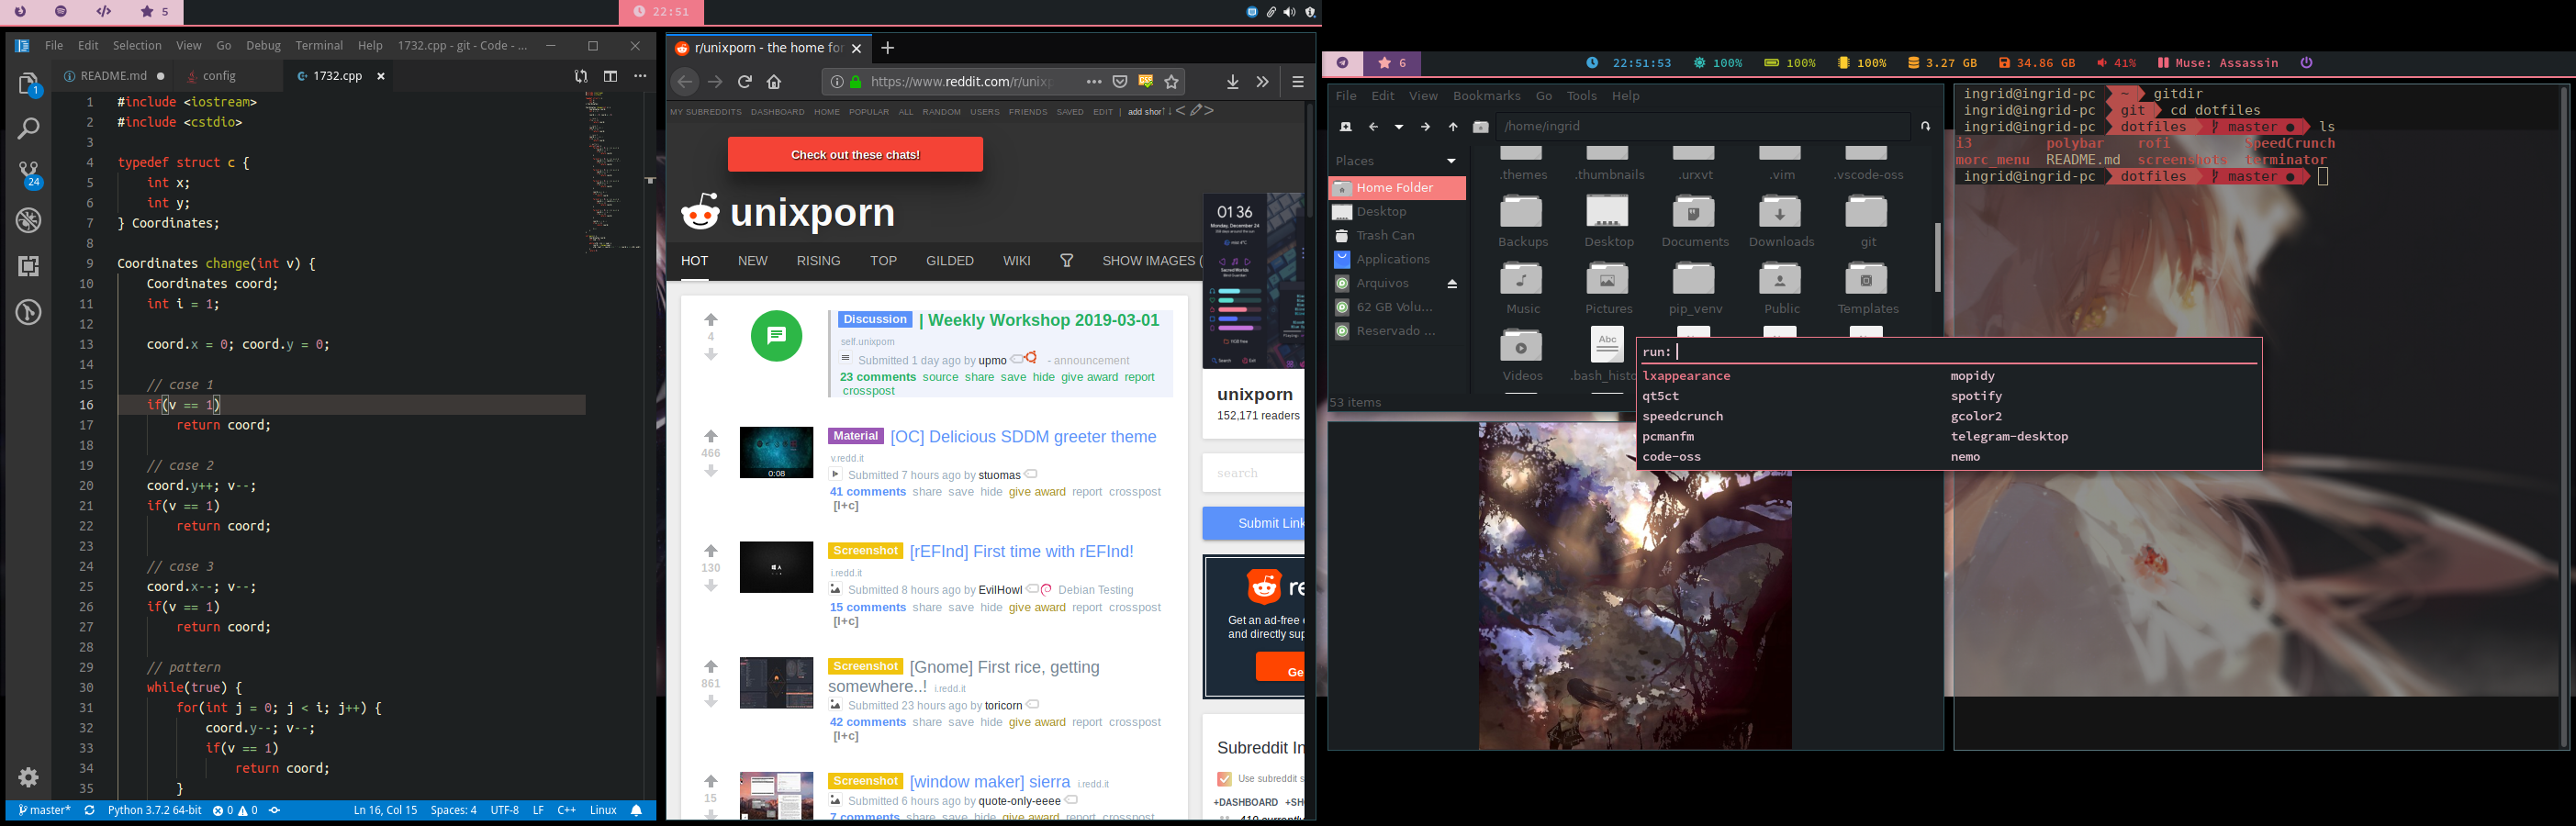 5
22:51
File Edit Selection View Go Debug Terminal Help 1732.cpp - git - Code - ...
README.md
config
1732.cpp
1
24
1 #include <iostream>
2 #include <cstdio>
3
4 typedef struct c {
5 int x;
6 int y;
7 } Coordinates;
8
9 Coordinates change(int v) {
10 Coordinates coord;
11 int i = 1;
12
13 coord.x = 0; coord.y = 0;
14
15 // case 1
16 if(v == 1)
17 return coord;
18
19 // case 2
20 coord.y++; v--;
21 if(v == 1)
22 return coord;
23
24 // case 3
25 coord.x--; v--;
26 if(v == 1)
27 return coord;
28
29 // pattern
30 while(true) {
31 for(int j = 0; j < i; j++) {
32 coord.y--; v--;
33 if(v == 1)
34 return coord;
35 }
master* Python 3.7.2 64-bit 0 0 Ln 16, Col 15 Spaces: 4 UTF-8 LF C++ Linux
r/unixporn - the home for
https://www.reddit.com/r/unixp
MY SUBREDDITS DASHBOARD HOME POPULAR ALL RANDOM USERS FRIENDS SAVED EDIT | add shor
Check out these chats!
unixporn
HOT NEW RISING TOP GILDED WIKI SHOW IMAGES (
4
Discussion | Weekly Workshop 2019-03-01
self.unixporn
Submitted 1 day ago by upmo - announcement
23 comments source share save hide give award report
crosspost
466
0:08
Material [OC] Delicious SDDM greeter theme
v.redd.it
Submitted 7 hours ago by stuomas
41 comments share save hide give award report crosspost
[l+c]
130
Screenshot [rEFInd] First time with rEFInd!
i.redd.it
Submitted 8 hours ago by EvilHowl Debian Testing
15 comments share save hide give award report crosspost
[l+c]
861
Screenshot [Gnome] First rice, getting
somewhere..! i.redd.it
Submitted 23 hours ago by toricorn
42 comments share save hide give award report crosspost
[l+c]
15
Screenshot [window maker] sierra i.redd.it
Submitted 6 hours ago by quote-only-eeee
7 comments share save hide give award report crosspost
01 36
Monday, December 24
unixporn
152,171 readers
search
Submit Link
re
Get an ad-free
and directly sup
Ge
Subreddit In
Use subreddit s
+DASHBOARD +SH
6
22:51:53 100% 100% 100% 3.27 GB 34.86 GB 41% Muse: Assassin
File Edit View Bookmarks Go Tools Help
/home/ingrid
Places
Home Folder
Desktop
Trash Can
Applications
Arquivos
62 GB Volu...
Reservado ...
.themes .thumbnails .urxvt .vim .vscode-oss
Backups Desktop Documents Downloads git
Music Pictures pip_venv Public Templates
Abc
Videos .bash_histo
53 items
run:
lxappearance mopidy
qt5ct spotify
speedcrunch gcolor2
pcmanfm telegram-desktop
code-oss nemo
ingrid@ingrid-pc ~ gitdir
ingrid@ingrid-pc git cd dotfiles
ingrid@ingrid-pc dotfiles master ● ls
i3 polybar rofi SpeedCrunch
morc_menu README.md screenshots terminator
ingrid@ingrid-pc dotfiles master ●